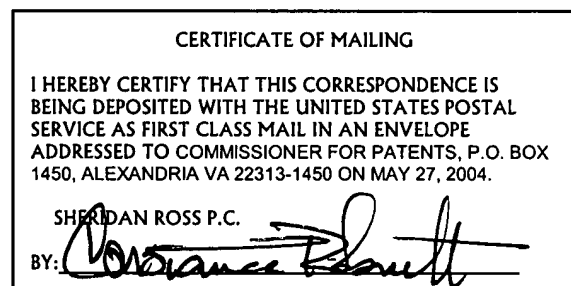 CERTIFICATE OF MAILING
I HEREBY CERTIFY THAT THIS CORRESPONDENCE IS
BEING DEPOSITED WITH THE UNITED STATES POSTAL
SERVICE AS FIRST CLASS MAIL IN AN ENVELOPE
ADDRESSED TO COMMISSIONER FOR PATENTS, P.O. BOX
1450, ALEXANDRIA VA 22313-1450 ON MAY 27, 2004.
SHERIDAN ROSS P.C.
BY: Constance